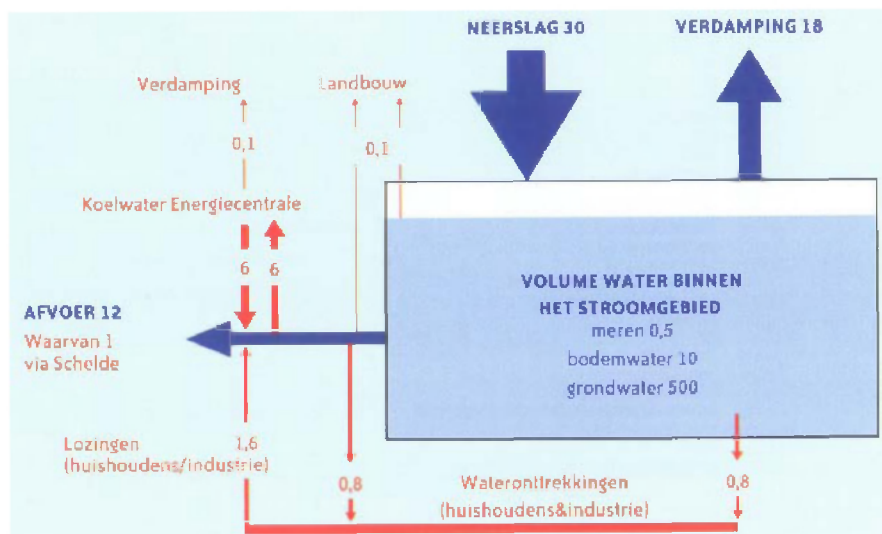 NEERSLAG 30
VERDAMPING 18
Verdamping
Landbouw
0,1
0,1
Koelwater Energiecentrale
6
6
VOLUME WATER BINNEN
HET STROOMGEBIED
meren 0,5
bodemwater 10
grondwater 500
AFVOER 12
Waarvan 1
via Schelde
Lozingen
(huishoudens/industrie)
1,6
0,8
Wateronttrekkingen
(huishoudens&industrie)
0,8